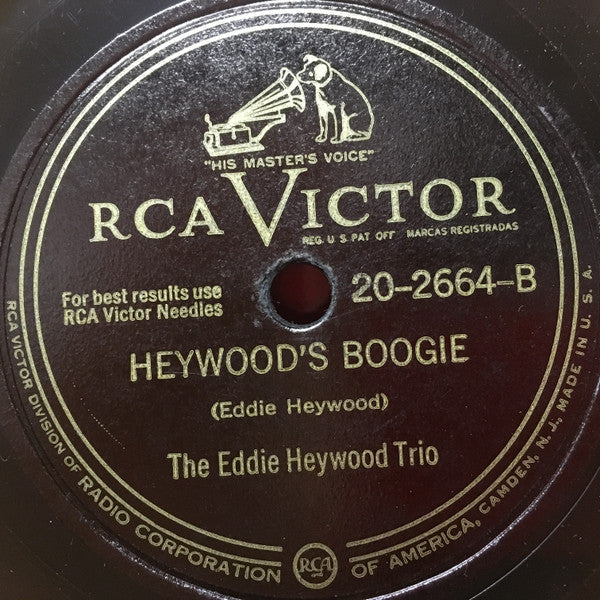 "HIS MASTER'S VOICE"
RCA VICTOR
REG. U. S. PAT. OFF. MARCAS REGISTRADAS
For best results use
RCA Victor Needles
20-2664-B
HEYWOOD'S BOOGIE
(Eddie Heywood)
The Eddie Heywood Trio
RCA VICTOR DIVISION OF RADIO CORPORATION OF AMERICA, CAMDEN, N. J., MADE IN U. S. A.
RCA